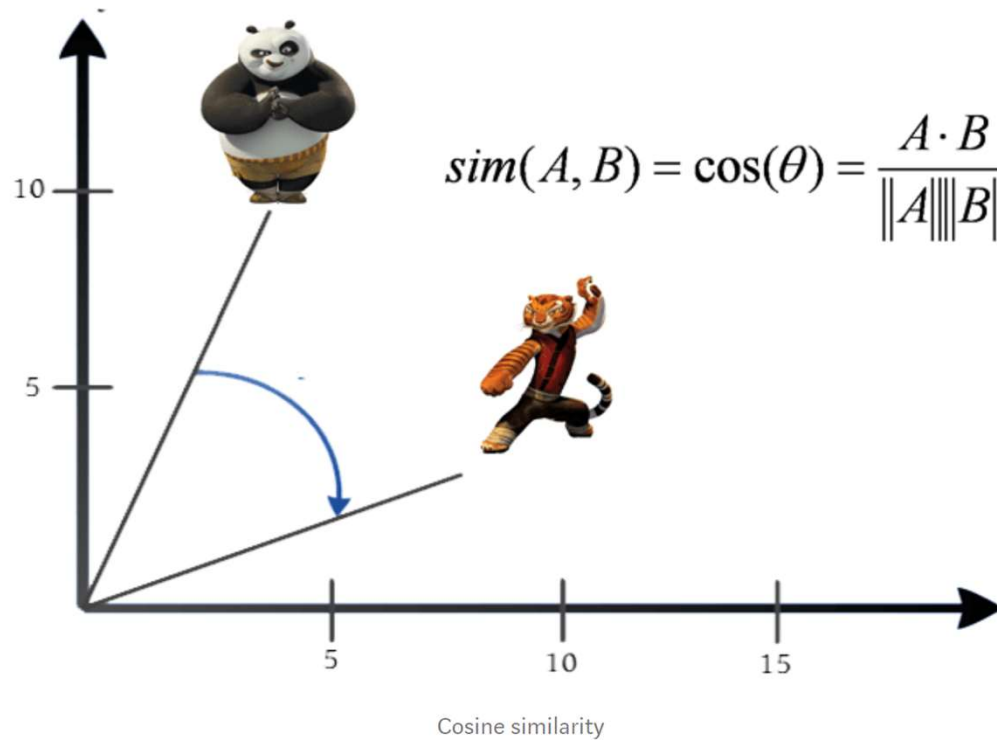 10
sim(A, B) = cos(θ) = A · B / ||A||||B|
5
5 10 15
Cosine similarity